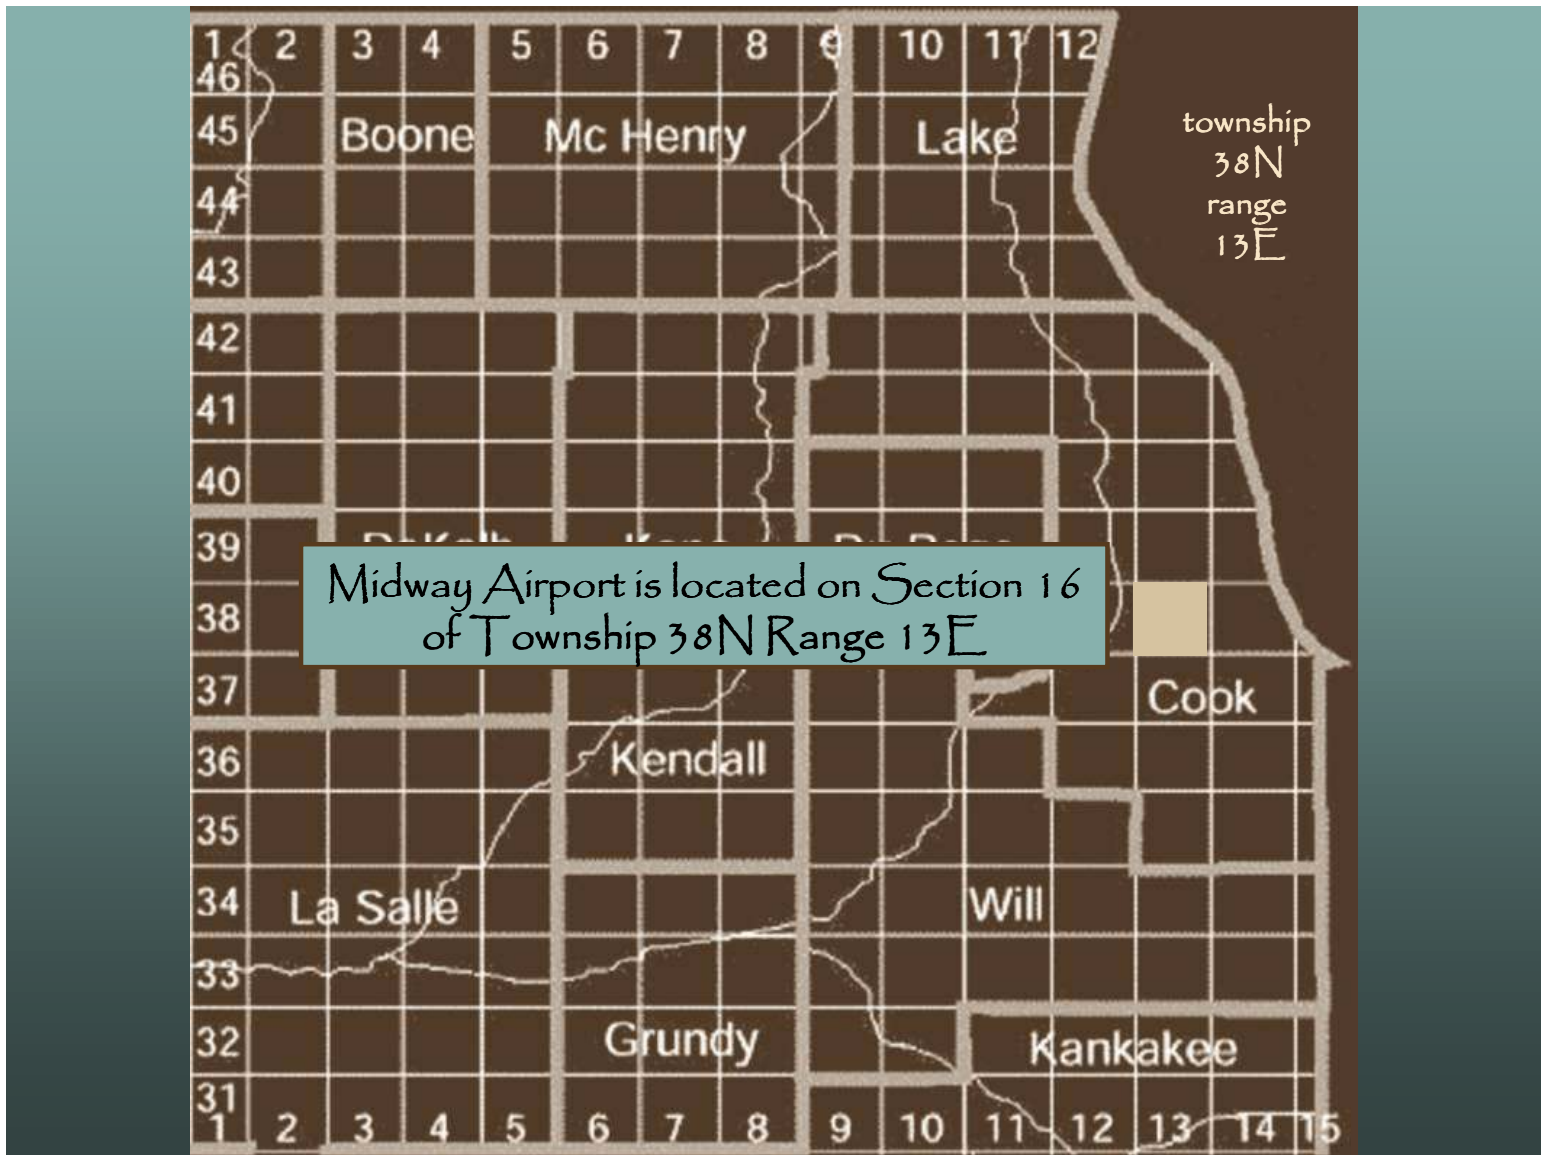 1 2 3 4 5 6 7 8 9 10 11 12
46
45 Boone Mc Henry Lake
township
38N
range
13E
44
43
42
41
40
39
Midway Airport is located on Section 16
of Township 38N Range 13E
38
37 Cook
36 Kendall
35
34 La Salle Will
33
32 Grundy Kankakee
31
1 2 3 4 5 6 7 8 9 10 11 12 13 14 15